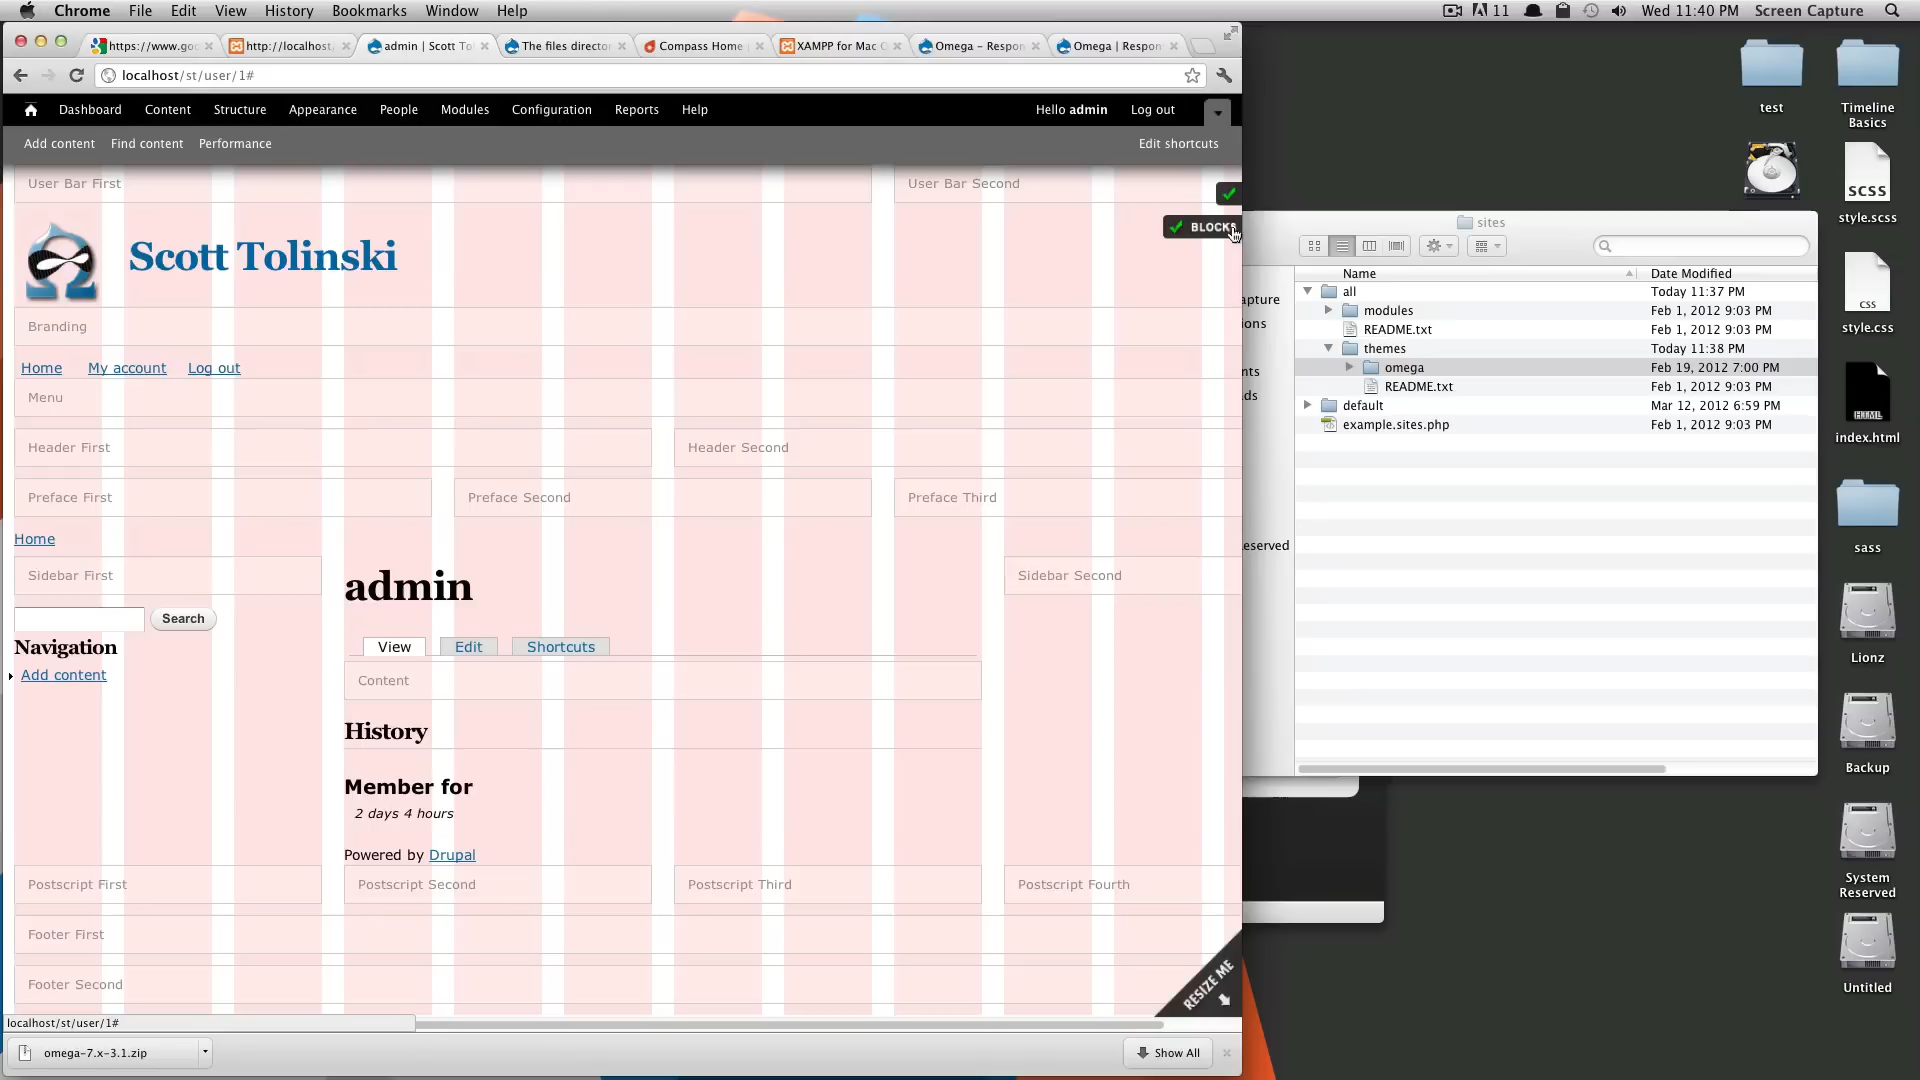 Chrome File Edit View History Bookmarks Window Help
11 Wed 11:40 PM Screen Capture
https://www.go
http://localhost.
admin | Scott To
The files directo
Compass Home
XAMPP for Mac O
Omega - Respon
Omega | Respon
localhost/st/user/1#
Dashboard Content Structure Appearance People Modules Configuration Reports Help
Hello admin Log out
Add content Find content Performance
Edit shortcuts
User Bar First
User Bar Second
BLOCKS
Scott Tolinski
Branding
Home My account Log out
Menu
Header First
Header Second
Preface First
Preface Second
Preface Third
Home
Sidebar First
admin
Sidebar Second
Search
View Edit Shortcuts
Navigation
Add content
Content
History
Member for
2 days 4 hours
Powered by Drupal
Postscript First
Postscript Second
Postscript Third
Postscript Fourth
Footer First
Footer Second
RESIZE ME
localhost/st/user/1#
omega-7.x-3.1.zip
Show All
sites
Name Date Modified
all Today 11:37 PM
modules Feb 1, 2012 9:03 PM
README.txt Feb 1, 2012 9:03 PM
themes Today 11:38 PM
omega Feb 19, 2012 7:00 PM
README.txt Feb 1, 2012 9:03 PM
default Mar 12, 2012 6:59 PM
example.sites.php Feb 1, 2012 9:03 PM
apture
ions
nts
ds
eserved
test
Timeline
Basics
SCSS
style.scss
css
style.css
HTML
index.html
sass
Lionz
Backup
System
Reserved
Untitled